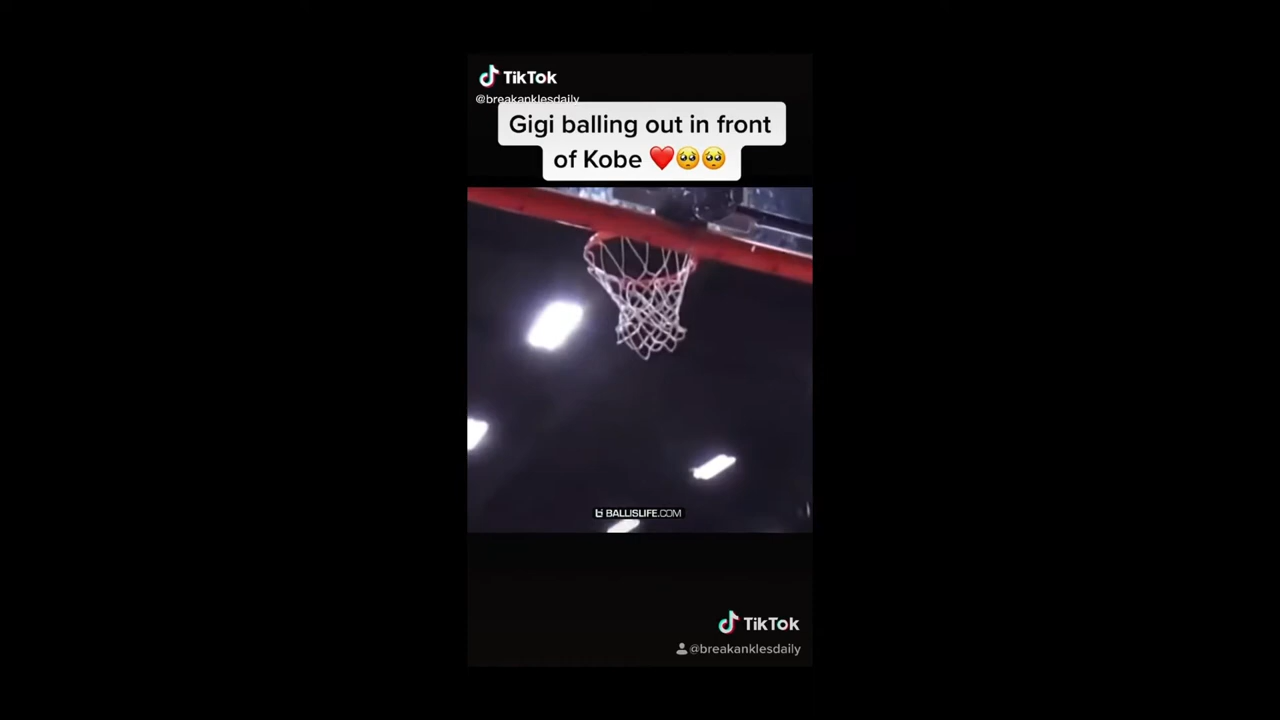 TikTok
@breakanklesdaily
Gigi balling out in front
of Kobe ❤️🥺🥺
BALLISLIFE.COM
TikTok
@breakanklesdaily